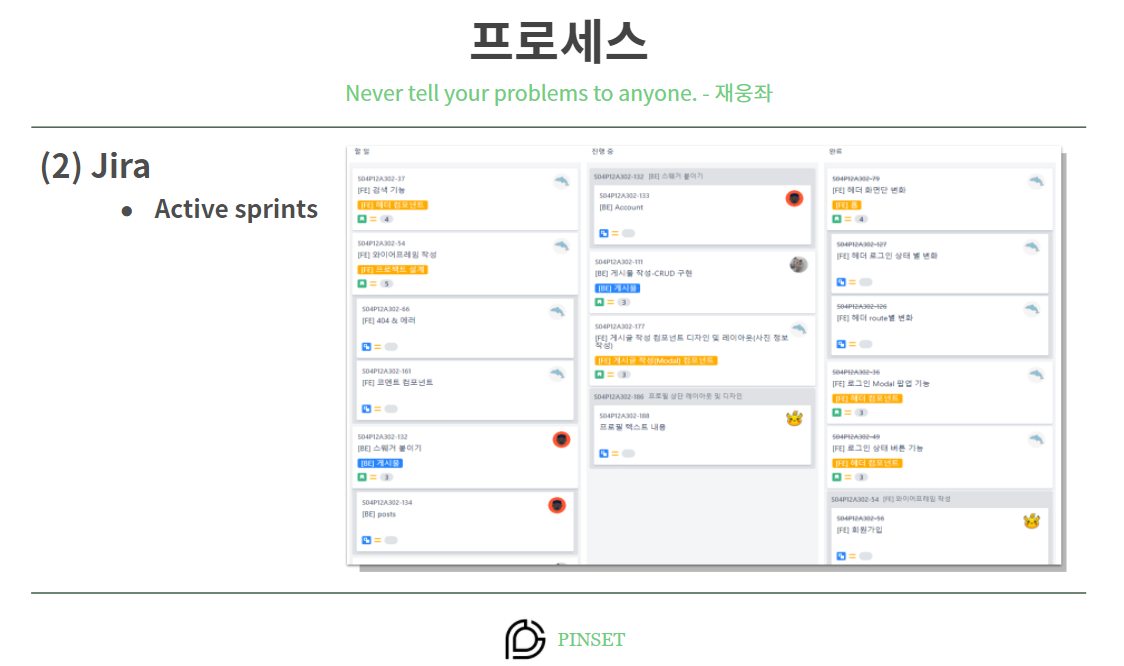 프로세스
Never tell your problems to anyone. - 재웅좌
(2) Jira
● Active sprints
할 일
S04P12A302-37
[FE] 검색 기능
[FE] 헤더 컴포넌트
4
S04P12A302-54
[FE] 와이어프레임 작성
[FE] 프로젝트 설계
5
S04P12A302-66
[FE] 404 & 에러
S04P12A302-161
[FE] 코멘트 컴포넌트
S04P12A302-132
[BE] 스웨거 붙이기
[BE] 게시물
3
S04P12A302-134
[BE] posts
진행 중
S04P12A302-132 [BE] 스웨거 붙이기
S04P12A302-133
[BE] Account
S04P12A302-111
[BE] 게시물 작성-CRUD 구현
[BE] 게시물
3
S04P12A302-177
[FE] 게시글 작성 컴포넌트 디자인 및 레이아웃(사진 정보
작성)
[FE] 게시글 작성(Modal) 컴포넌트
3
S04P12A302-186 프로필 상단 레이아웃 및 디자인
S04P12A302-188
프로필 텍스트 내용
완료
S04P12A302-79
[FE] 헤더 화면단 변화
[FE] 홈
4
S04P12A302-127
[FE] 헤더 로그인 상태 별 변화
S04P12A302-126
[FE] 헤더 route별 변화
S04P12A302-36
[FE] 로그인 Modal 팝업 기능
[FE] 헤더 컴포넌트
3
S04P12A302-49
[FE] 로그인 상태 버튼 기능
[FE] 헤더 컴포넌트
3
S04P12A302-54 [FE] 와이어프레임 작성
S04P12A302-56
[FE] 회원가입
PINSET